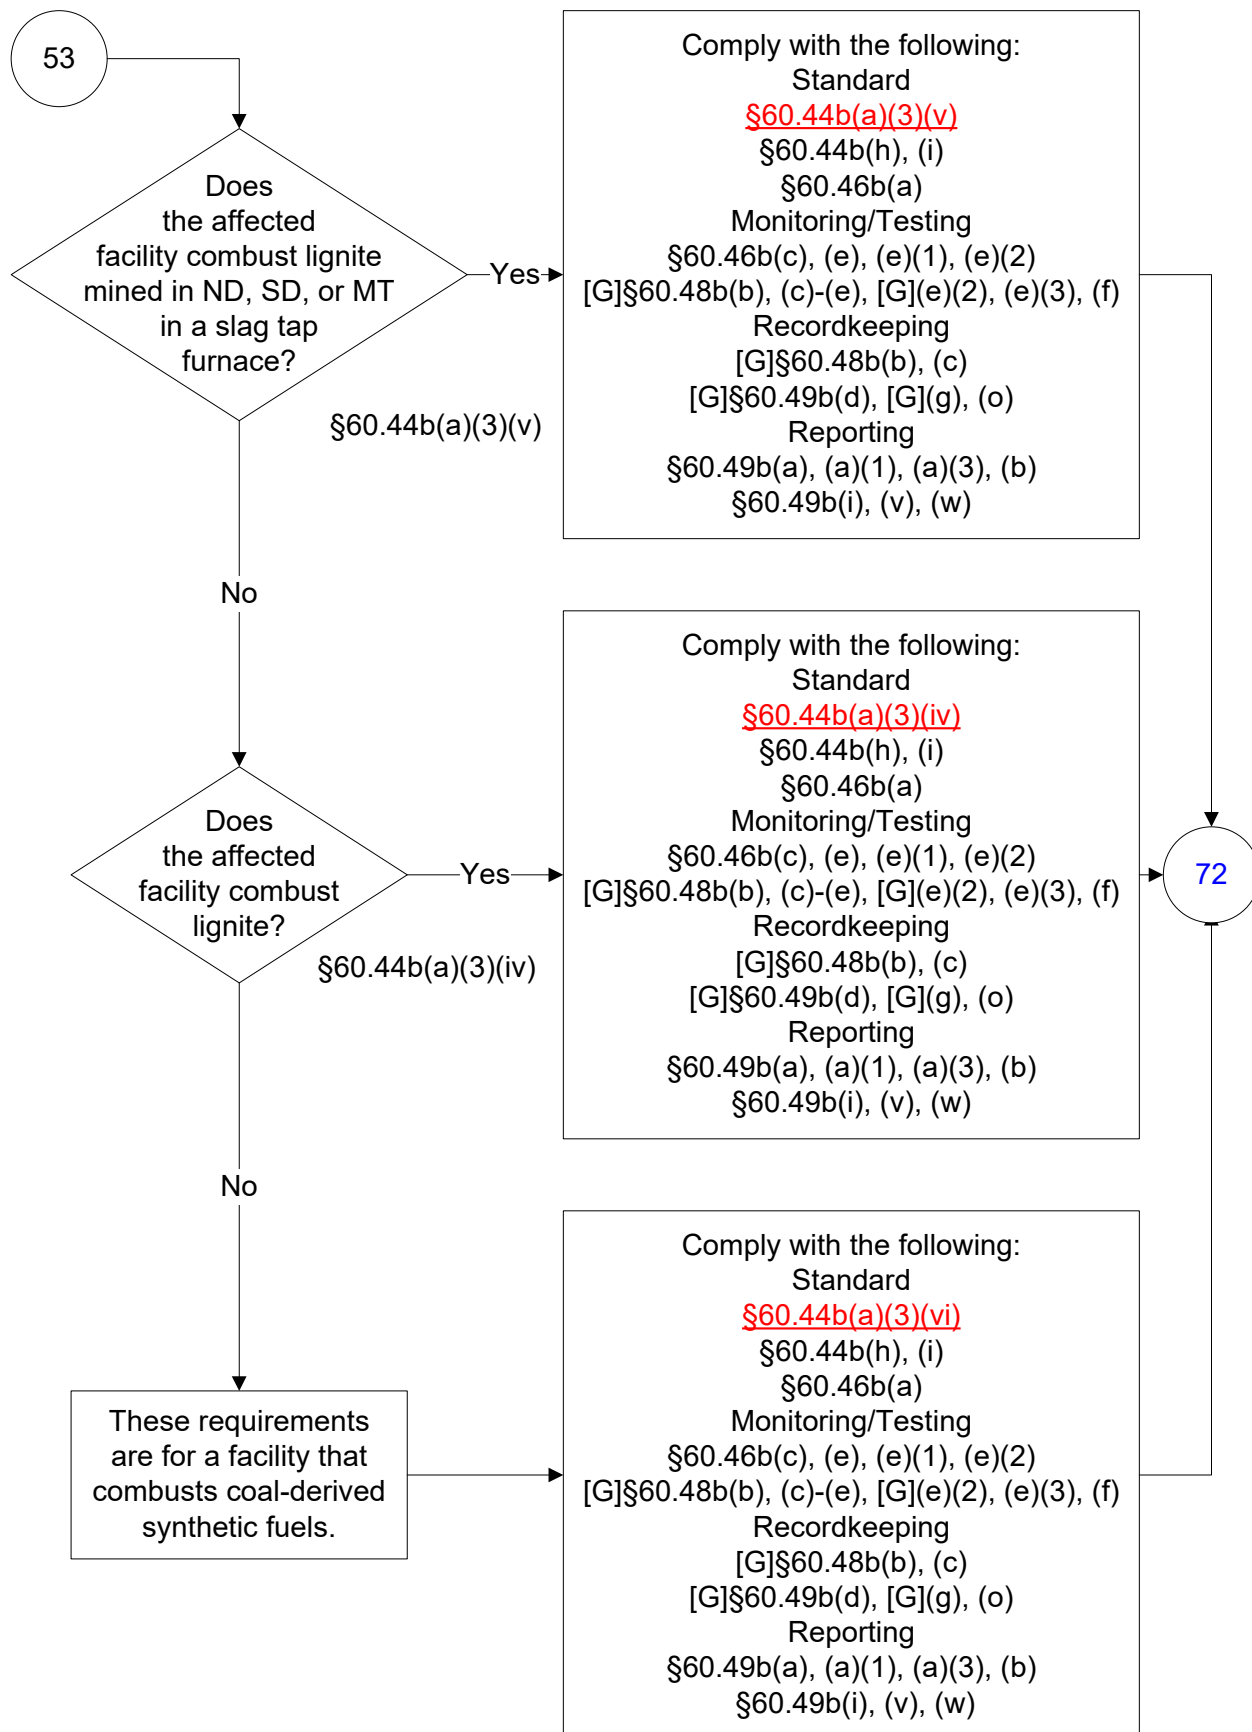 53
Does
the affected
facility combust lignite
mined in ND, SD, or MT
in a slag tap
furnace?
Yes
§60.44b(a)(3)(v)
No
Comply with the following:
Standard
§60.44b(a)(3)(v)
§60.44b(h), (i)
§60.46b(a)
Monitoring/Testing
§60.46b(c), (e), (e)(1), (e)(2)
[G]§60.48b(b), (c)-(e), [G](e)(2), (e)(3), (f)
Recordkeeping
[G]§60.48b(b), (c)
[G]§60.49b(d), [G](g), (o)
Reporting
§60.49b(a), (a)(1), (a)(3), (b)
§60.49b(i), (v), (w)
Does
the affected
facility combust
lignite?
Yes
§60.44b(a)(3)(iv)
No
Comply with the following:
Standard
§60.44b(a)(3)(iv)
§60.44b(h), (i)
§60.46b(a)
Monitoring/Testing
§60.46b(c), (e), (e)(1), (e)(2)
[G]§60.48b(b), (c)-(e), [G](e)(2), (e)(3), (f)
Recordkeeping
[G]§60.48b(b), (c)
[G]§60.49b(d), [G](g), (o)
Reporting
§60.49b(a), (a)(1), (a)(3), (b)
§60.49b(i), (v), (w)
72
These requirements
are for a facility that
combusts coal-derived
synthetic fuels.
Comply with the following:
Standard
§60.44b(a)(3)(vi)
§60.44b(h), (i)
§60.46b(a)
Monitoring/Testing
§60.46b(c), (e), (e)(1), (e)(2)
[G]§60.48b(b), (c)-(e), [G](e)(2), (e)(3), (f)
Recordkeeping
[G]§60.48b(b), (c)
[G]§60.49b(d), [G](g), (o)
Reporting
§60.49b(a), (a)(1), (a)(3), (b)
§60.49b(i), (v), (w)